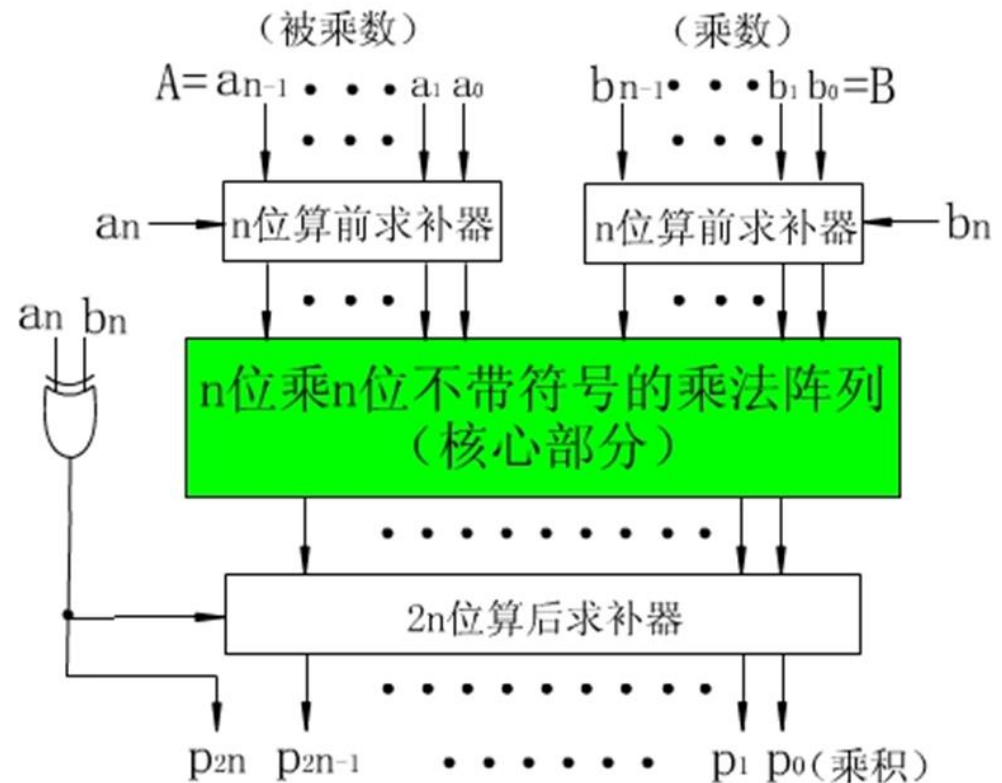 (被乘数) (乘数)
A=an-1 · · · a1 a0 bn-1 · · · b1 b0=B
an n位算前求补器 n位算前求补器 bn
an bn
n位乘n位不带符号的乘法阵列
(核心部分)
2n位算后求补器
p2n p2n-1 · · · · · · p1 p0(乘积)